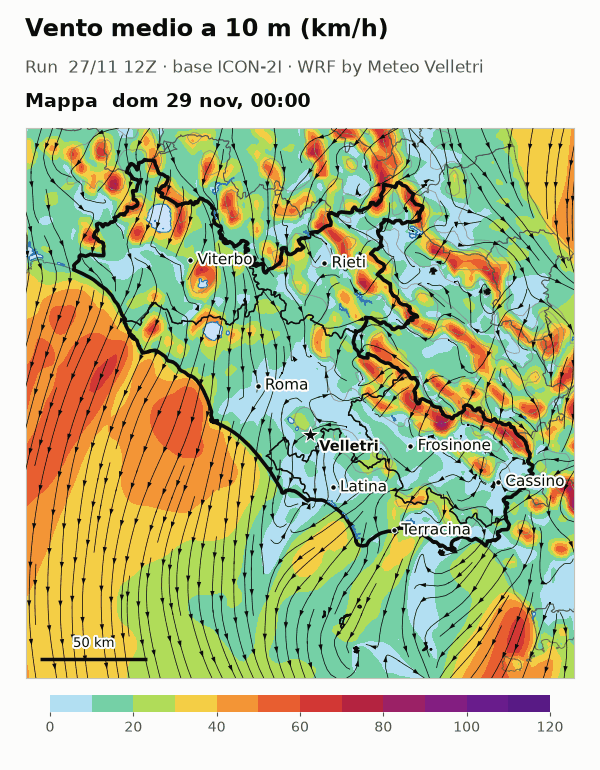 Vento medio a 10 m (km/h)
Run  27/11 12Z · base ICON-2I · WRF by Meteo Velletri
Mappa  dom 29 nov, 00:00
Viterbo
Rieti
Roma
Velletri
Frosinone
Cassino
Latina
Terracina
50 km
0 20 40 60 80 100 120